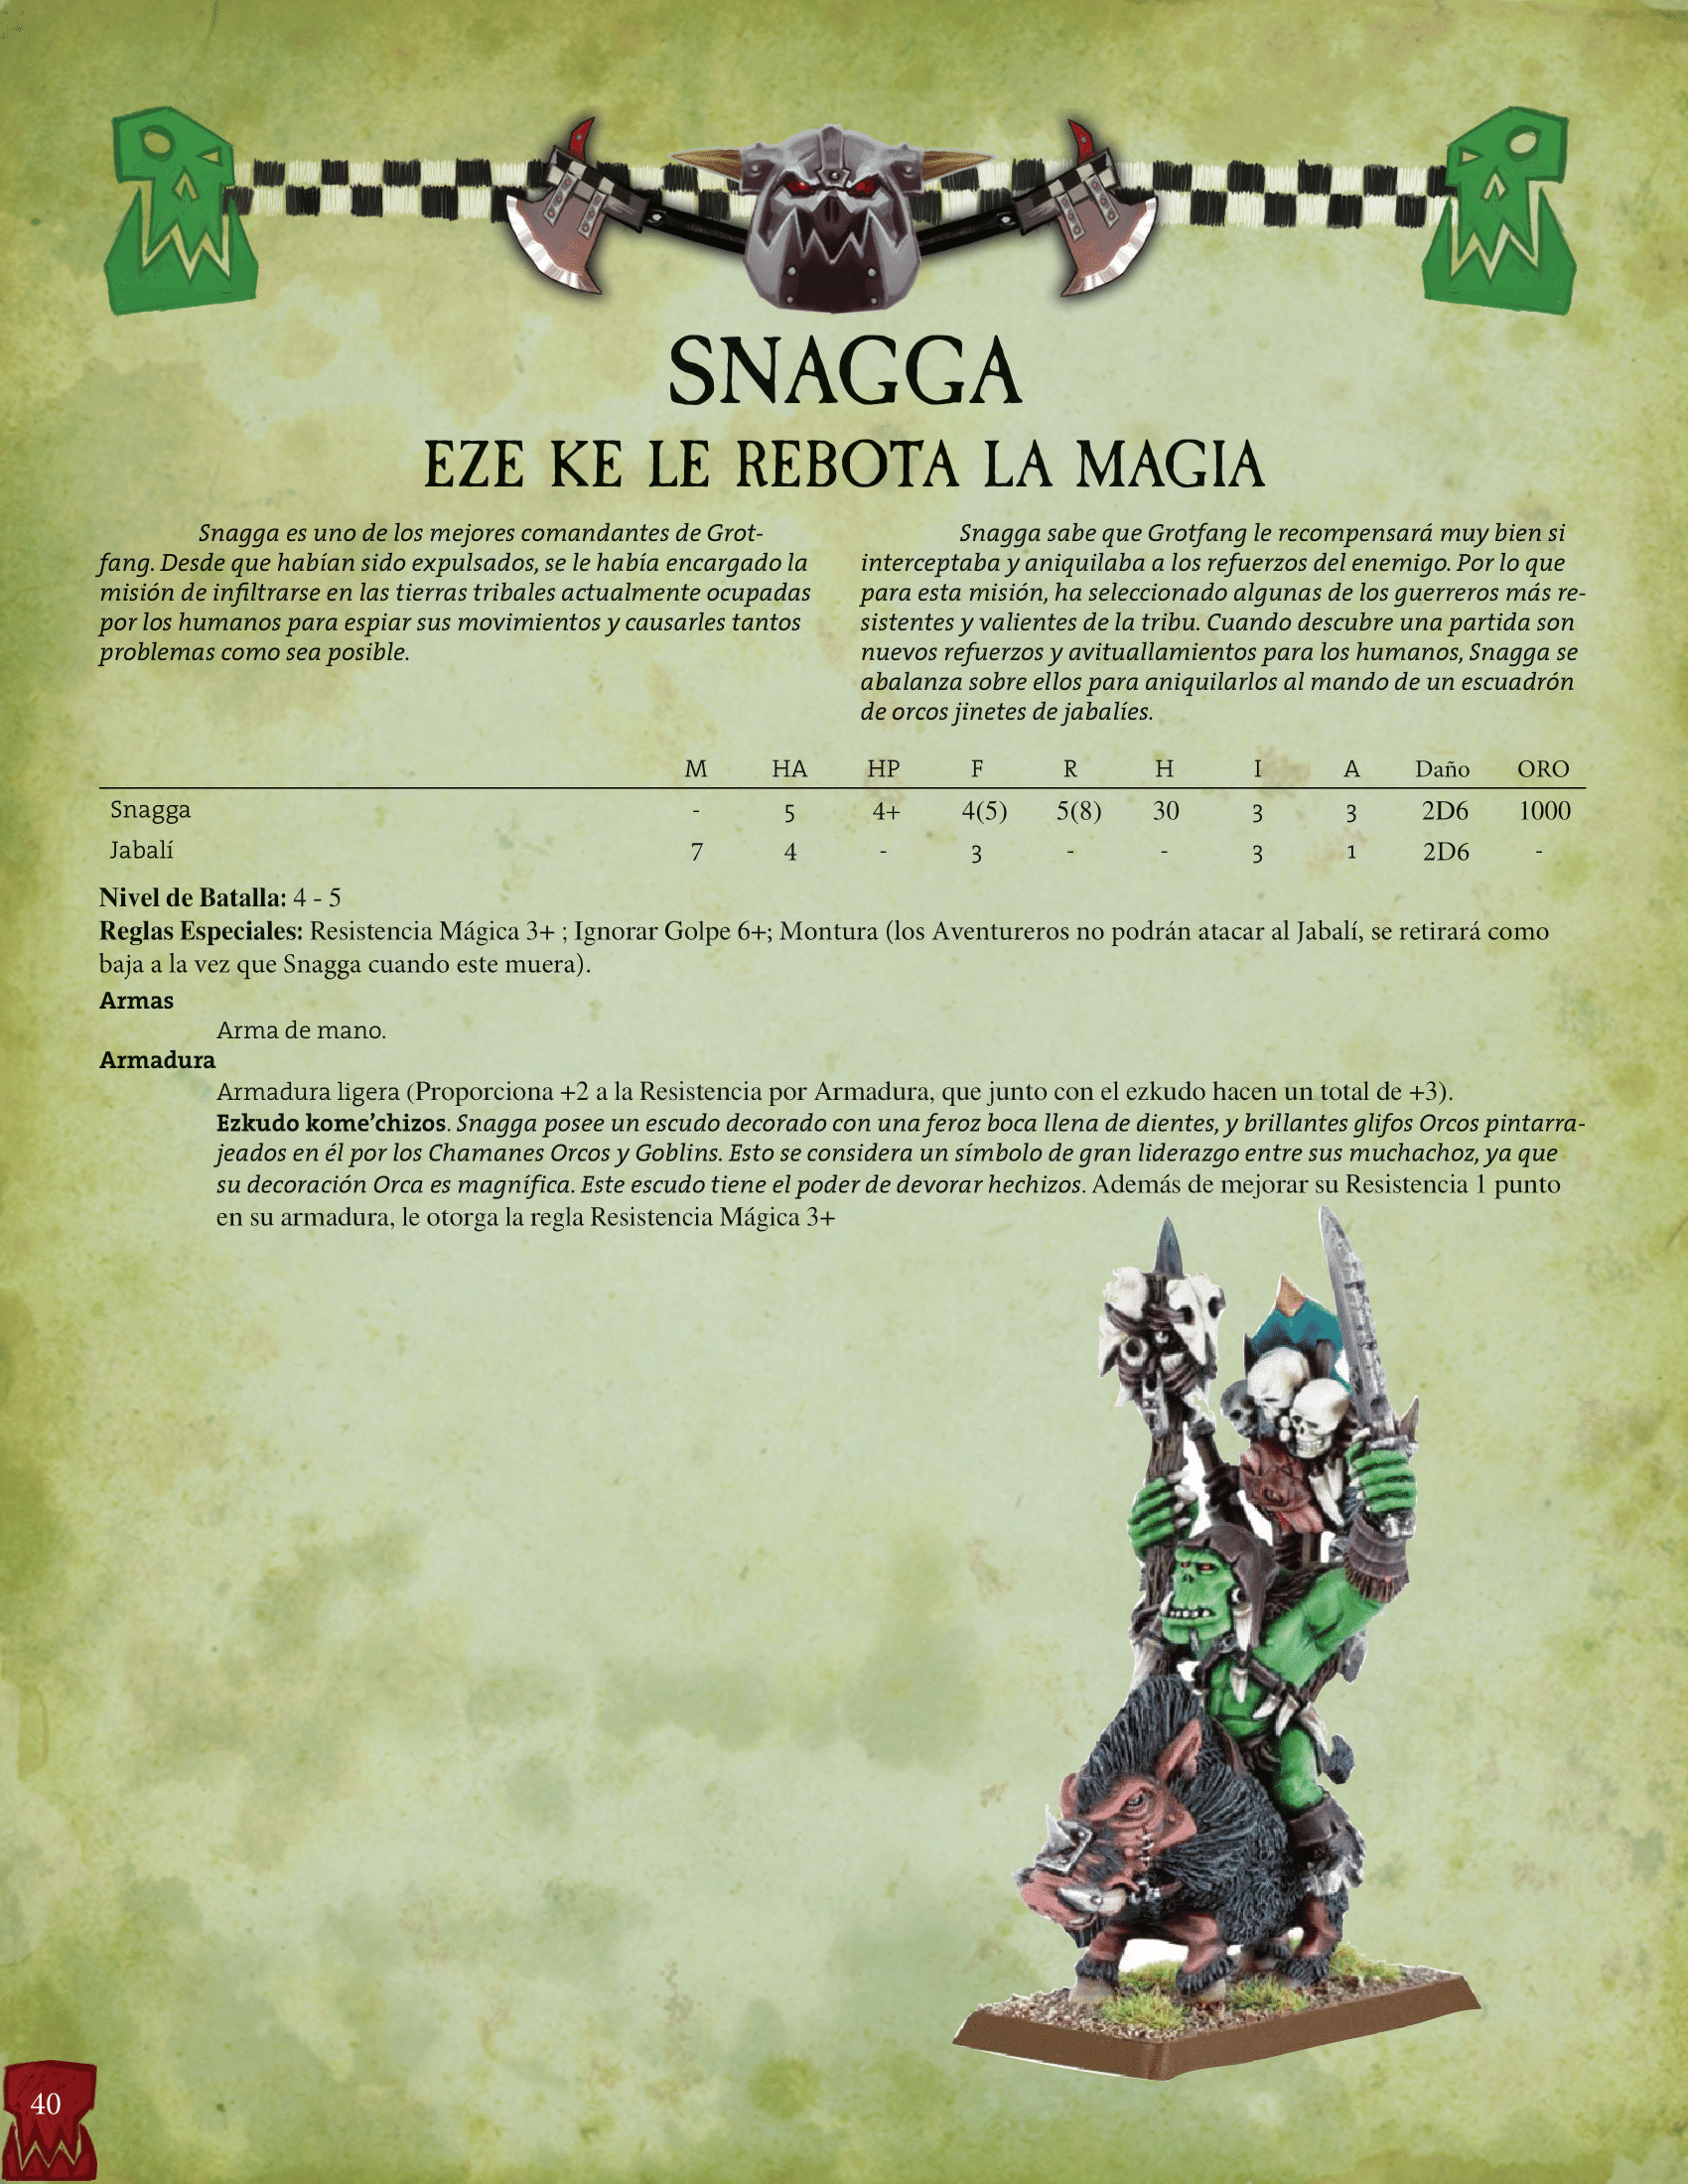 SNAGGA
EZE KE LE REBOTA LA MAGIA
Snagga es uno de los mejores comandantes de Grot-
fang. Desde que habían sido expulsados, se le había encargado la
misión de infiltrarse en las tierras tribales actualmente ocupadas
por los humanos para espiar sus movimientos y causarles tantos
problemas como sea posible.
Snagga sabe que Grotfang le recompensará muy bien si
interceptaba y aniquilaba a los refuerzos del enemigo. Por lo que
para esta misión, ha seleccionado algunas de los guerreros más re-
sistentes y valientes de la tribu. Cuando descubre una partida son
nuevos refuerzos y avituallamientos para los humanos, Snagga se
abalanza sobre ellos para aniquilarlos al mando de un escuadrón
de orcos jinetes de jabalíes.
M HA HP F R H I A Daño ORO
Snagga - 5 4+ 4(5) 5(8) 30 3 3 2D6 1000
Jabalí 7 4 - 3 - - 3 1 2D6 -
Nivel de Batalla: 4 - 5
Reglas Especiales: Resistencia Mágica 3+ ; Ignorar Golpe 6+; Montura (los Aventureros no podrán atacar al Jabalí, se retirará como
baja a la vez que Snagga cuando este muera).
Armas
Arma de mano.
Armadura
Armadura ligera (Proporciona +2 a la Resistencia por Armadura, que junto con el ezkudo hacen un total de +3).
Ezkudo kome’chizos. Snagga posee un escudo decorado con una feroz boca llena de dientes, y brillantes glifos Orcos pintarra-
jeados en él por los Chamanes Orcos y Goblins. Esto se considera un símbolo de gran liderazgo entre sus muchachoz, ya que
su decoración Orca es magnífica. Este escudo tiene el poder de devorar hechizos. Además de mejorar su Resistencia 1 punto
en su armadura, le otorga la regla Resistencia Mágica 3+
40